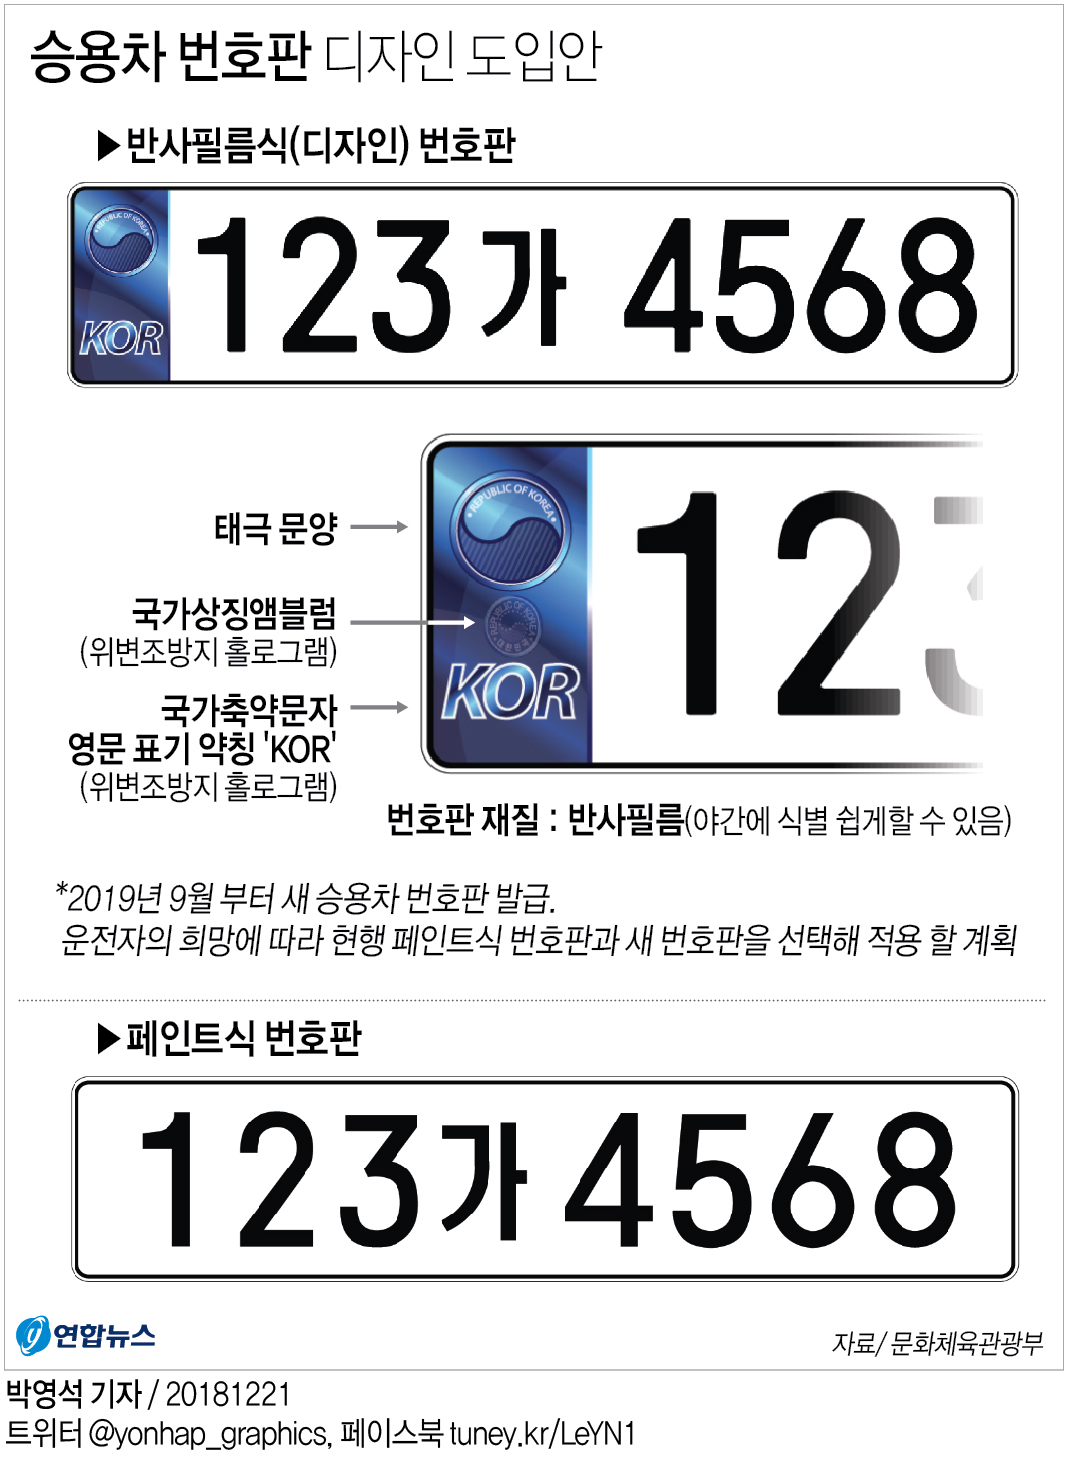 승용차 번호판 디자인 도입안
▶반사필름식(디자인) 번호판
REPUBLIC OF KOREA
KOR
123가 4568
태극 문양
국가상징앰블럼
(위변조방지 홀로그램)
국가축약문자
영문 표기 약칭 'KOR'
(위변조방지 홀로그램)
REPUBLIC OF KOREA
REPUBLIC OF KOREA
KOR
123
번호판 재질 : 반사필름(야간에 식별 쉽게할 수 있음)
*2019년 9월 부터 새 승용차 번호판 발급.
운전자의 희망에 따라 현행 페인트식 번호판과 새 번호판을 선택해 적용 할 계획
▶페인트식 번호판
123가 4568
y 연합뉴스
자료/ 문화체육관광부
박영석 기자 / 20181221
트위터 @yonhap_graphics, 페이스북 tuney.kr/LeYN1